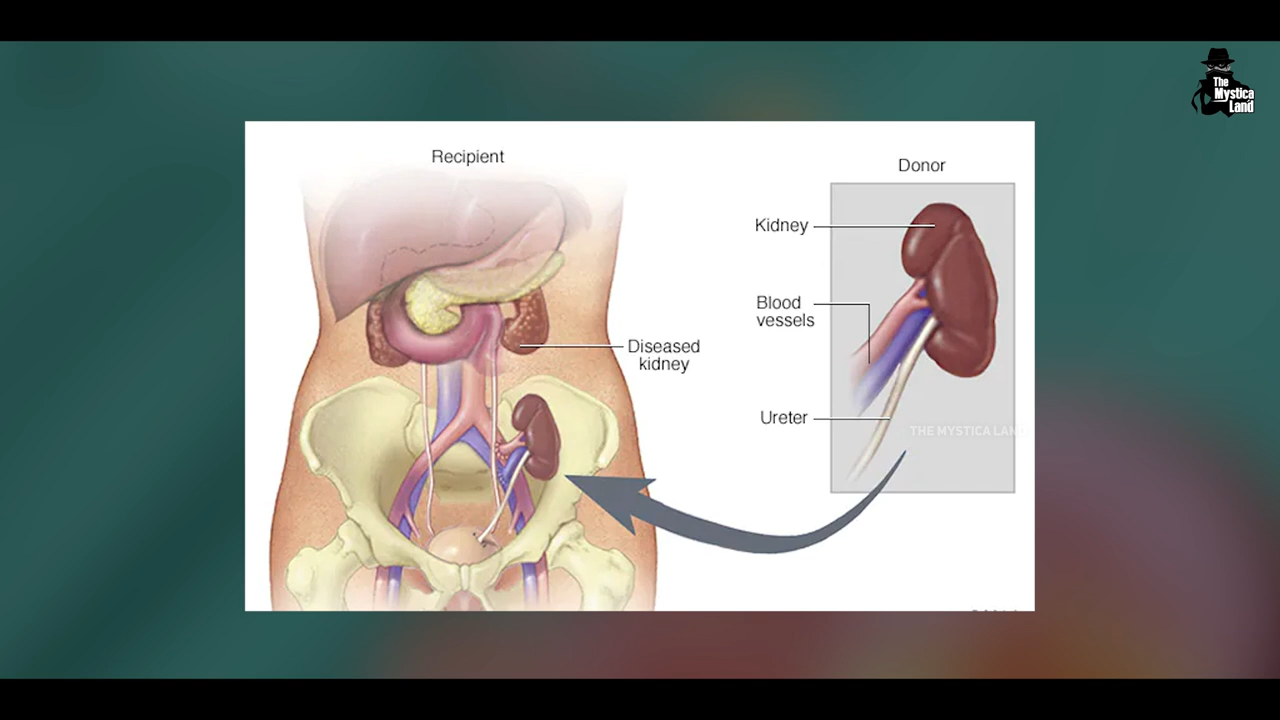 The
Mystica
Land
Recipient
Donor
Kidney
Blood
vessels
Diseased
kidney
Ureter
THE MYSTICA LAND